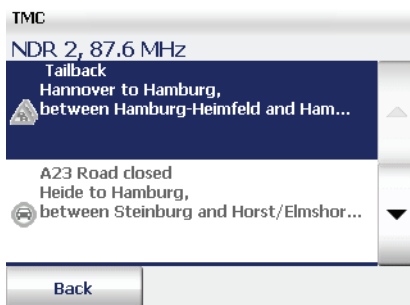 TMC
NDR 2, 87.6 MHz
Tailback
Hannover to Hamburg,
between Hamburg-Heimfeld and Ham...
A23 Road closed
Heide to Hamburg,
between Steinburg and Horst/Elmshor...
Back